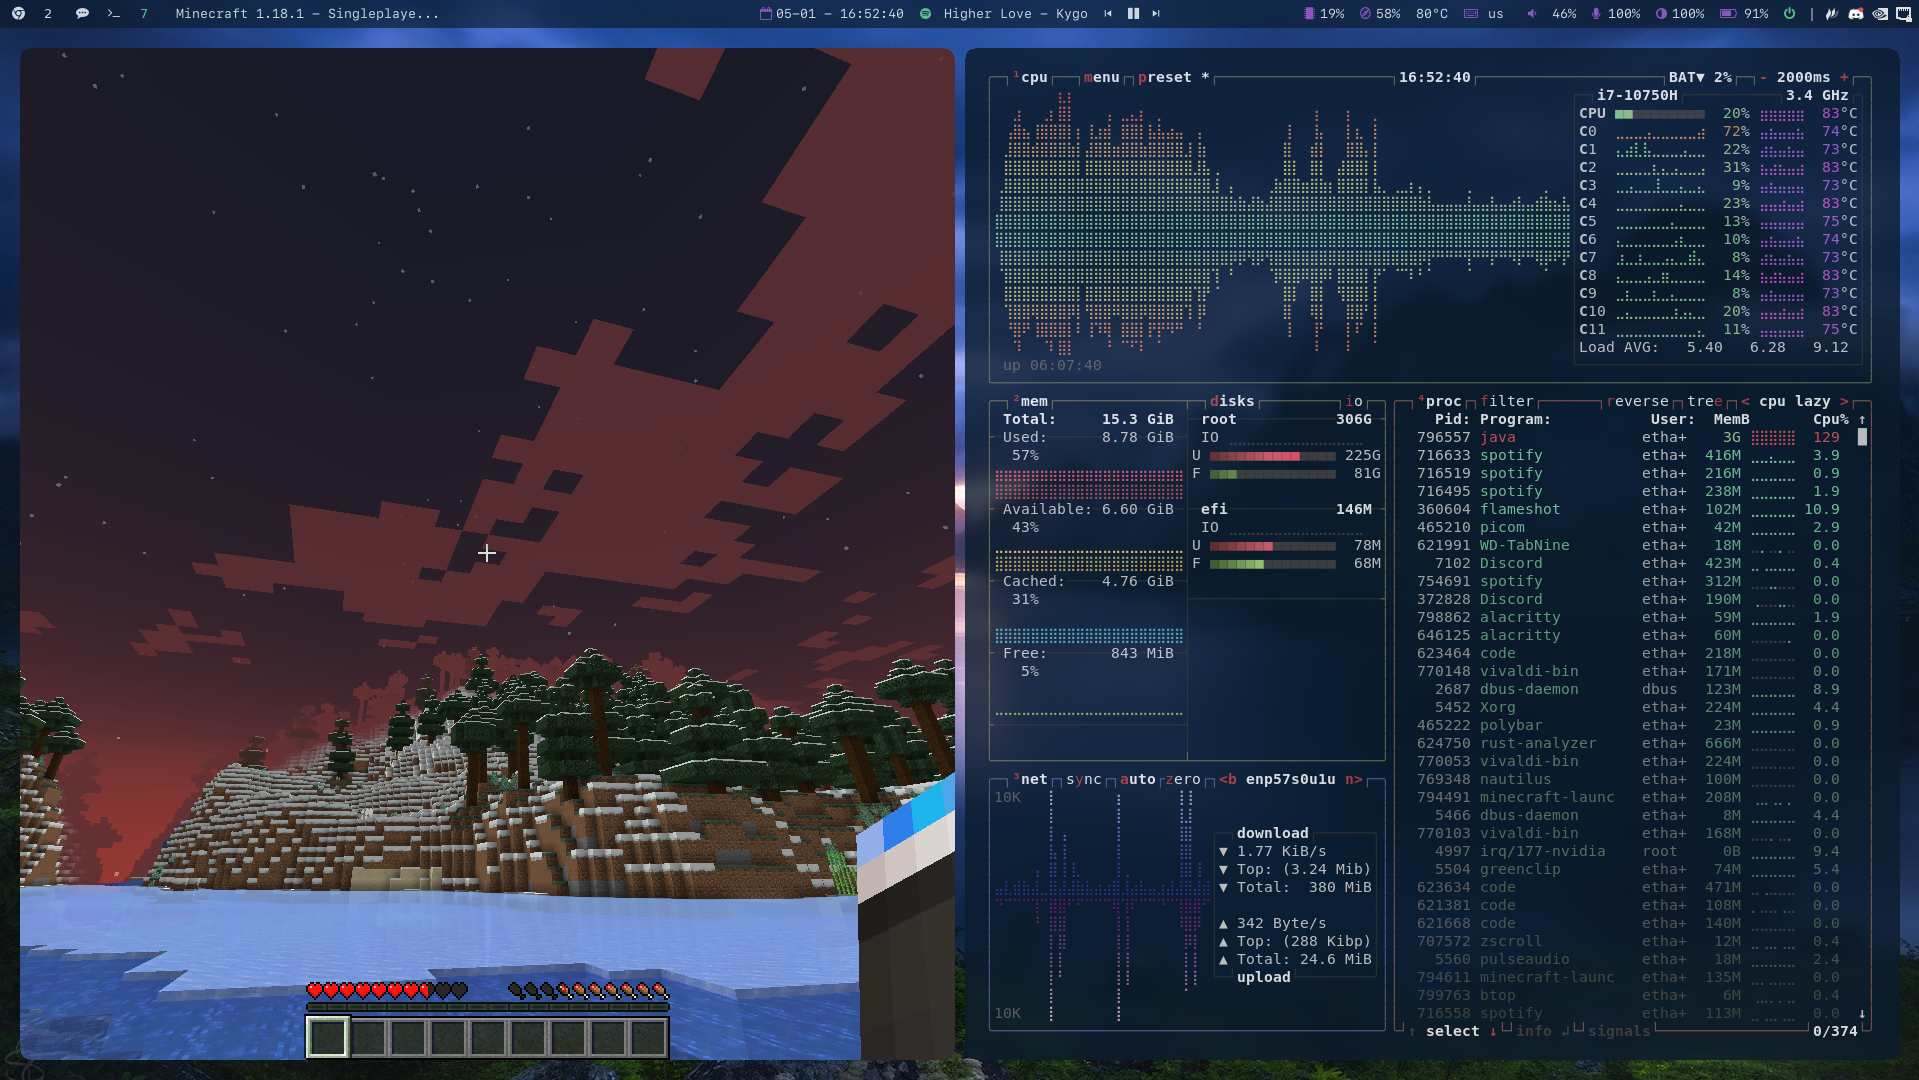 2 7 Minecraft 1.18.1 – Singleplaye... 05-01 – 16:52:40 Higher Love – Kygo 19% 58% 80°C us 46% 100% 100% 91% |
¹cpu menu preset * 16:52:40 BAT▼ 2% - 2000ms +
i7-10750H 3.4 GHz
CPU 20% 83°C
C0 72% 74°C
C1 22% 73°C
C2 31% 83°C
C3 9% 73°C
C4 23% 83°C
C5 13% 75°C
C6 10% 74°C
C7 8% 73°C
C8 14% 83°C
C9 8% 73°C
C10 20% 83°C
C11 11% 75°C
Load AVG: 5.40 6.28 9.12
up 06:07:40
²mem
Total: 15.3 GiB
Used: 8.78 GiB
57%
Available: 6.60 GiB
43%
Cached: 4.76 GiB
31%
Free: 843 MiB
5%
disks io
root 306G
IO
U 225G
F 81G
efi 146M
IO
U 78M
F 68M
³net sync auto zero <b enp57s0u1u n>
10K
download
▼ 1.77 KiB/s
▼ Top: (3.24 Mib)
▼ Total: 380 MiB
▲ 342 Byte/s
▲ Top: (288 Kibp)
▲ Total: 24.6 MiB
upload
10K
⁴proc filter reverse tree < cpu lazy >
Pid: Program: User: MemB Cpu% ↑
796557 java etha+ 3G 129
716633 spotify etha+ 416M 3.9
716519 spotify etha+ 216M 0.9
716495 spotify etha+ 238M 1.9
360604 flameshot etha+ 102M 10.9
465210 picom etha+ 42M 2.9
621991 WD-TabNine etha+ 18M 0.0
7102 Discord etha+ 423M 0.4
754691 spotify etha+ 312M 0.0
372828 Discord etha+ 190M 0.0
798862 alacritty etha+ 59M 1.9
646125 alacritty etha+ 60M 0.0
623464 code etha+ 218M 0.0
770148 vivaldi-bin etha+ 171M 0.0
2687 dbus-daemon dbus 123M 8.9
5452 Xorg etha+ 224M 4.4
465222 polybar etha+ 23M 0.9
624750 rust-analyzer etha+ 666M 0.0
770053 vivaldi-bin etha+ 224M 0.0
769348 nautilus etha+ 100M 0.0
794491 minecraft-launc etha+ 208M 0.0
5466 dbus-daemon etha+ 8M 4.4
770103 vivaldi-bin etha+ 168M 0.0
4997 irq/177-nvidia root 0B 9.4
5504 greenclip etha+ 74M 5.4
623634 code etha+ 471M 0.0
621381 code etha+ 108M 0.0
621668 code etha+ 140M 0.0
707572 zscroll etha+ 12M 0.4
5560 pulseaudio etha+ 18M 2.4
794611 minecraft-launc etha+ 135M 0.0
799763 btop etha+ 6M 0.4
716558 spotify etha+ 113M 0.0 ↓
↑ select ↓ info ↲ signals 0/374